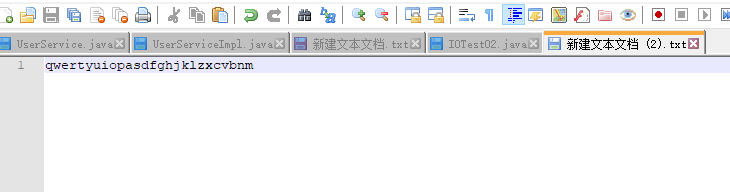 UserService.java
UserServiceImpl.java
新建文本文档.txt
IOTest02.java
新建文本文档 (2).txt
1
qwertyuiopasdfghjklzxcvbnm